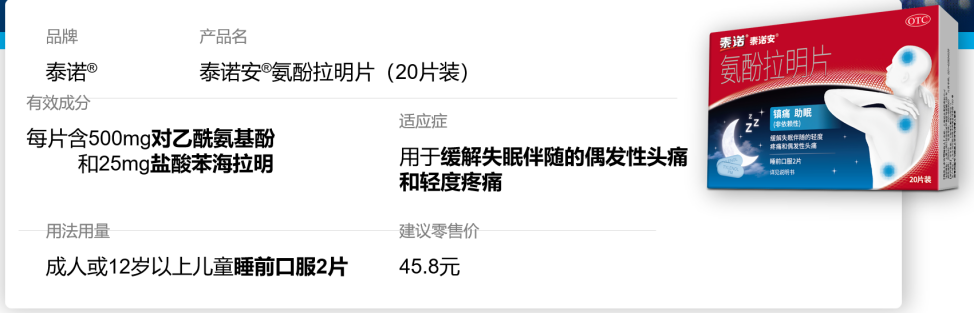 品牌
产品名
泰诺®
泰诺安®氨酚拉明片（20片装）
有效成分
每片含500mg对乙酰氨基酚
和25mg盐酸苯海拉明
适应症
用于缓解失眠伴随的偶发性头痛
和轻度疼痛
用法用量
建议零售价
成人或12岁以上儿童睡前口服2片
45.8元
OTC
泰诺® 泰诺安®
氨酚拉明片
镇痛 助眠
(非依赖性)
缓解失眠伴随的轻度
疼痛和偶发性头痛
睡前口服2片
详见说明书
20片装
zZZ